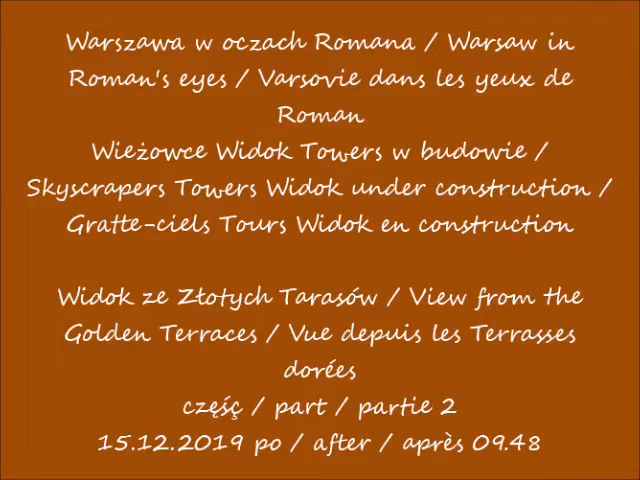 Warszawa w oczach Romana / Warsaw in
Roman's eyes / Varsovie dans les yeux de
Roman
Wieżowce Widok Towers w budowie /
Skyscrapers Towers Widok under construction /
Gratte-ciels Tours Widok en construction
Widok ze Złotych Tarasów / View from the
Golden Terraces / Vue depuis les Terrasses
dorées
częśç / part / partie 2
15.12.2019 po / after / après 09.48